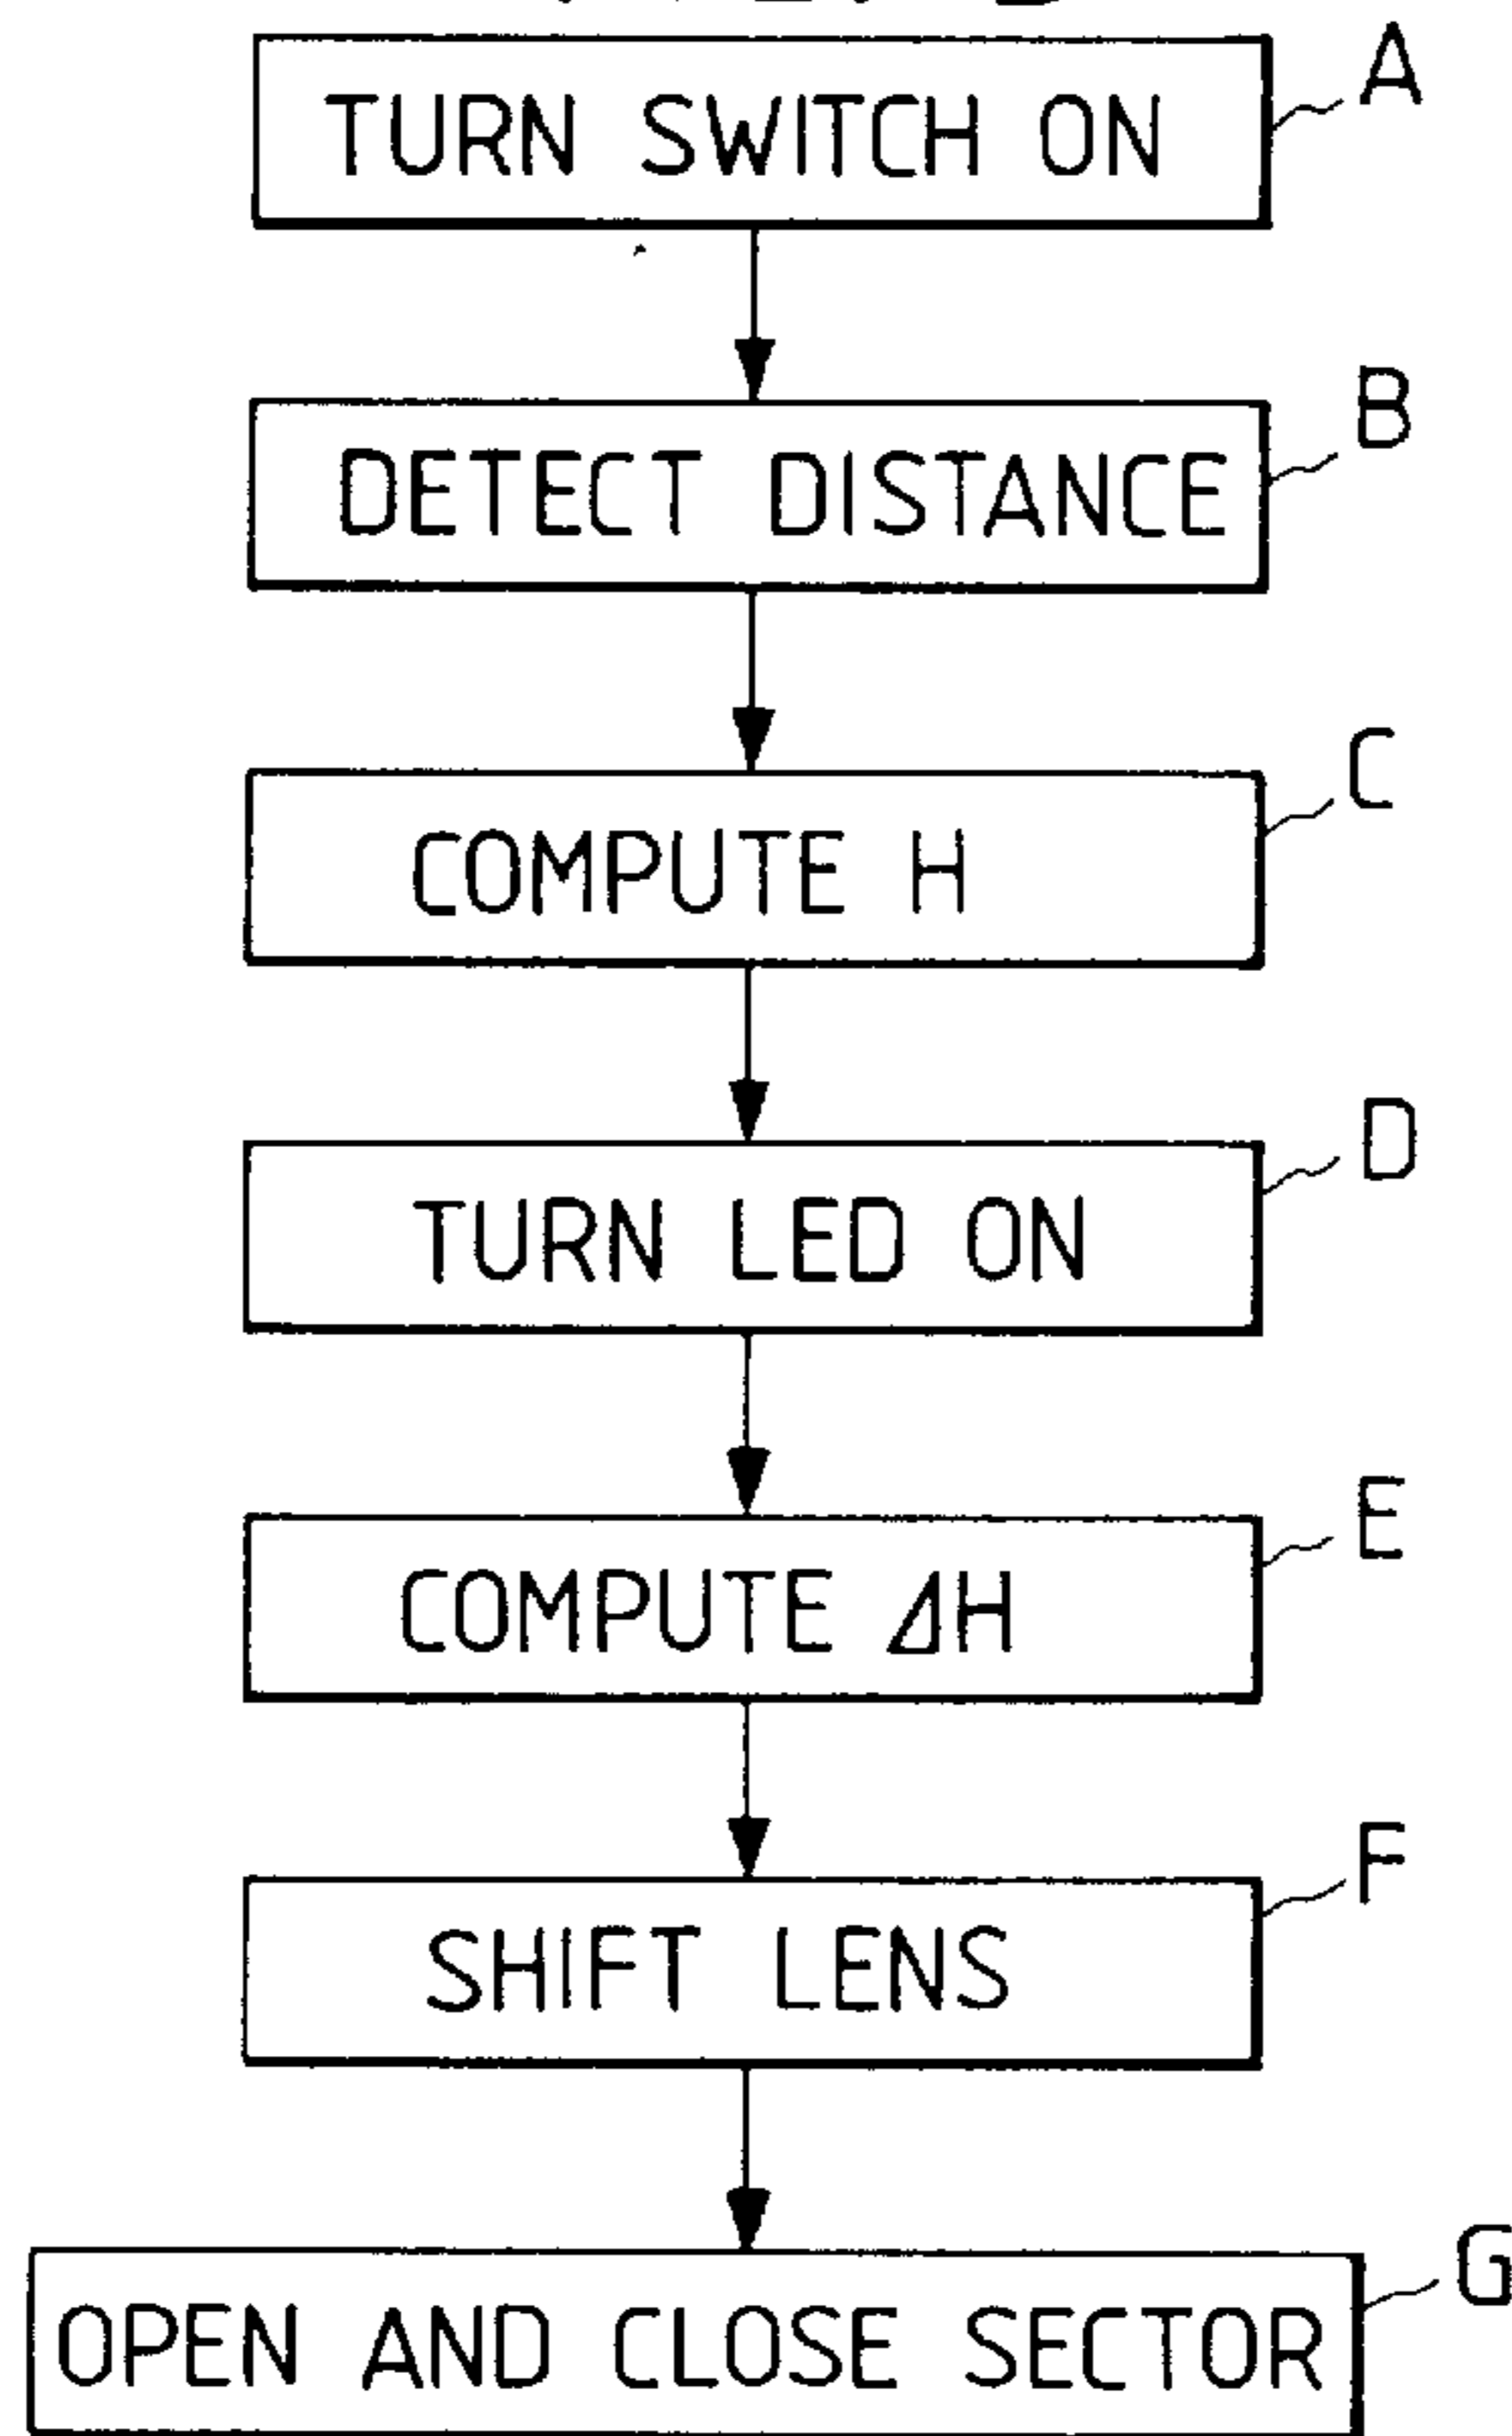 TURN SWITCH ON
A
DETECT DISTANCE
B
COMPUTE H
C
TURN LED ON
D
COMPUTE ΔH
E
SHIFT LENS
F
OPEN AND CLOSE SECTOR
G